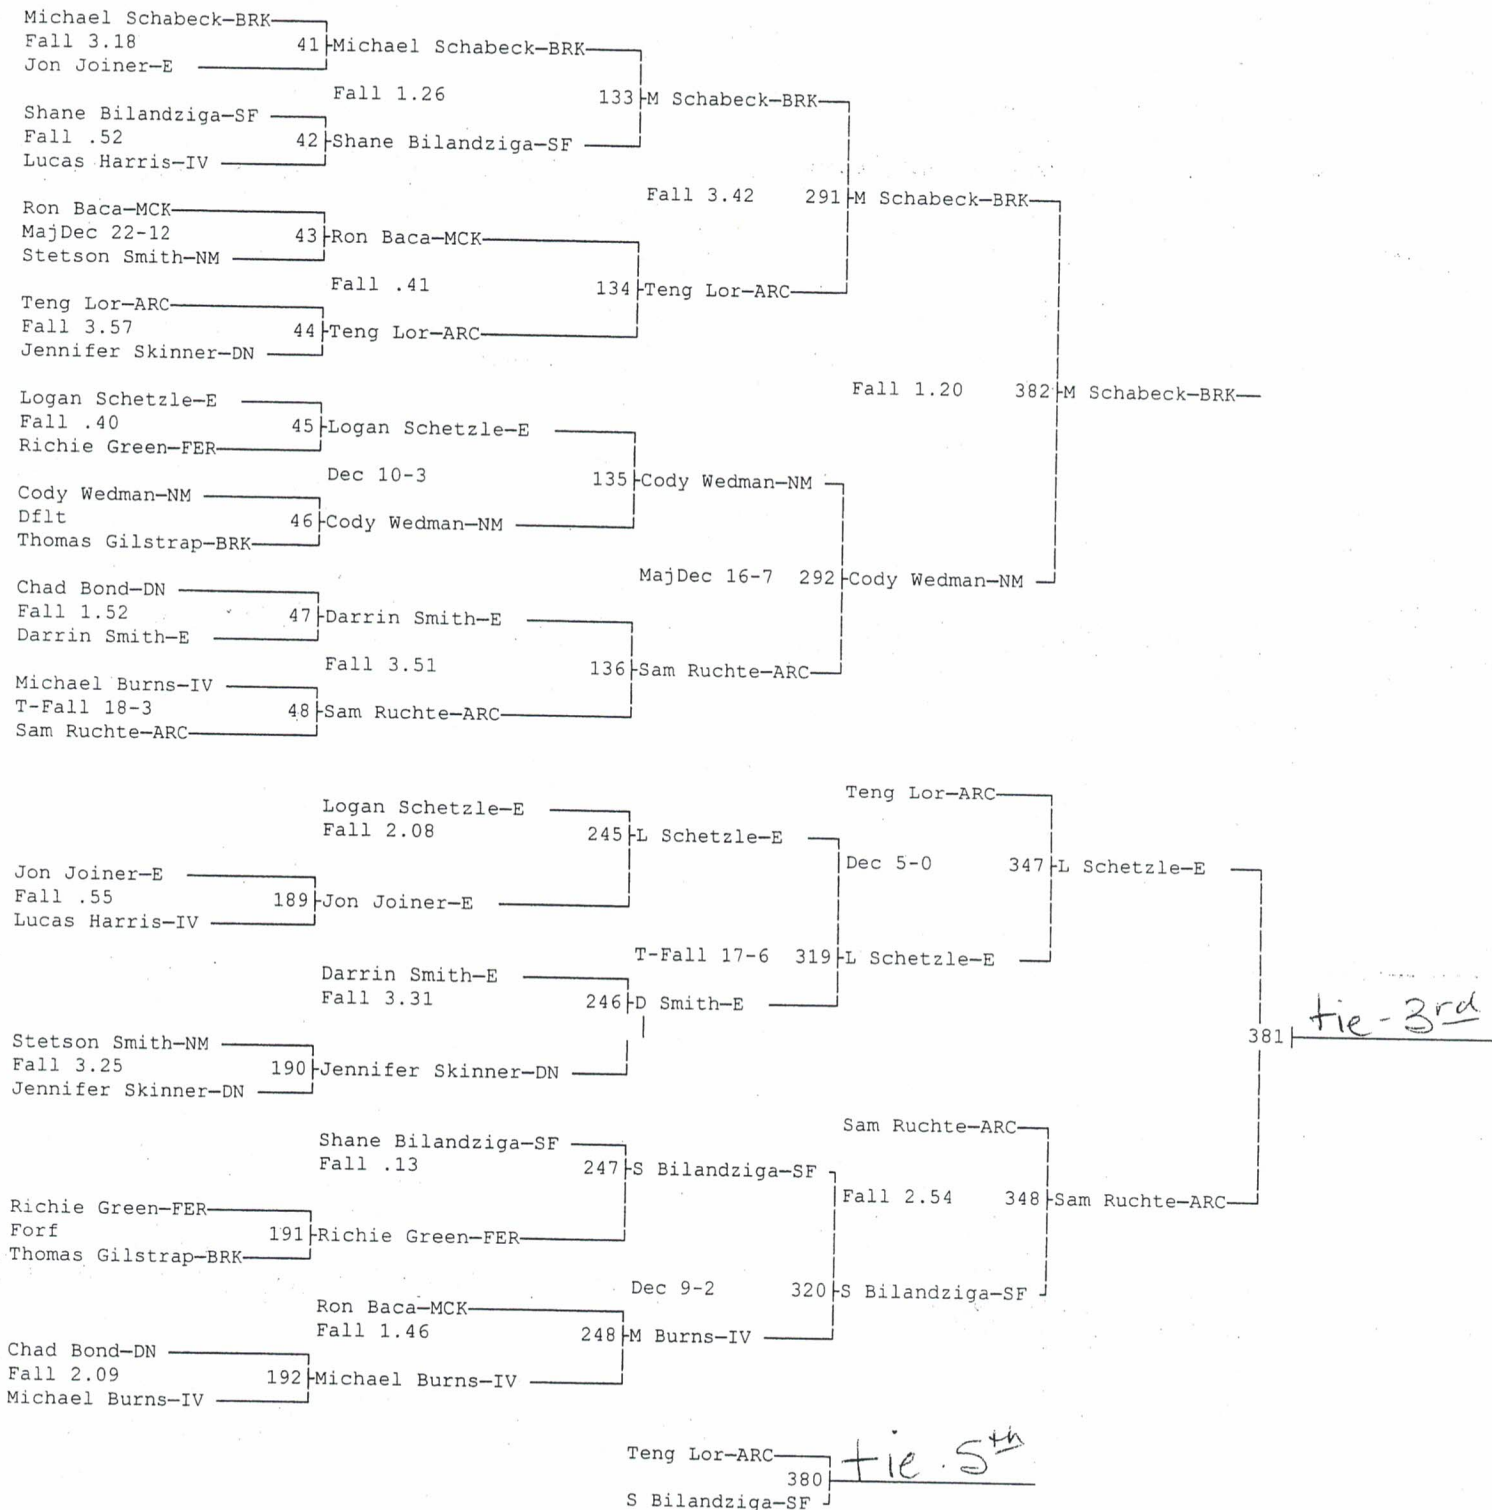 Michael Schabeck-BRK
Fall 3.18 41 Michael Schabeck-BRK
Jon Joiner-E
Fall 1.26 133 M Schabeck-BRK
Shane Bilandziga-SF
Fall .52 42 Shane Bilandziga-SF
Lucas Harris-IV
Fall 3.42 291 M Schabeck-BRK
Ron Baca-MCK
MajDec 22-12 43 Ron Baca-MCK
Stetson Smith-NM
Fall .41 134 Teng Lor-ARC
Teng Lor-ARC
Fall 3.57 44 Teng Lor-ARC
Jennifer Skinner-DN
Fall 1.20 382 M Schabeck-BRK
Logan Schetzle-E
Fall .40 45 Logan Schetzle-E
Richie Green-FER
Dec 10-3 135 Cody Wedman-NM
Cody Wedman-NM
Dflt 46 Cody Wedman-NM
Thomas Gilstrap-BRK
MajDec 16-7 292 Cody Wedman-NM
Chad Bond-DN
Fall 1.52 47 Darrin Smith-E
Darrin Smith-E
Fall 3.51 136 Sam Ruchte-ARC
Michael Burns-IV
T-Fall 18-3 48 Sam Ruchte-ARC
Sam Ruchte-ARC
Teng Lor-ARC
Logan Schetzle-E
Fall 2.08 245 L Schetzle-E
Dec 5-0 347 L Schetzle-E
Jon Joiner-E
Fall .55 189 Jon Joiner-E
Lucas Harris-IV
T-Fall 17-6 319 L Schetzle-E
Darrin Smith-E
Fall 3.31 246 D Smith-E
381 tie-3rd
Stetson Smith-NM
Fall 3.25 190 Jennifer Skinner-DN
Jennifer Skinner-DN
Sam Ruchte-ARC
Shane Bilandziga-SF
Fall .13 247 S Bilandziga-SF
Fall 2.54 348 Sam Ruchte-ARC
Richie Green-FER
Forf 191 Richie Green-FER
Thomas Gilstrap-BRK
Dec 9-2 320 S Bilandziga-SF
Ron Baca-MCK
Fall 1.46 248 M Burns-IV
Chad Bond-DN
Fall 2.09 192 Michael Burns-IV
Michael Burns-IV
Teng Lor-ARC
380 tie. 5th
S Bilandziga-SF